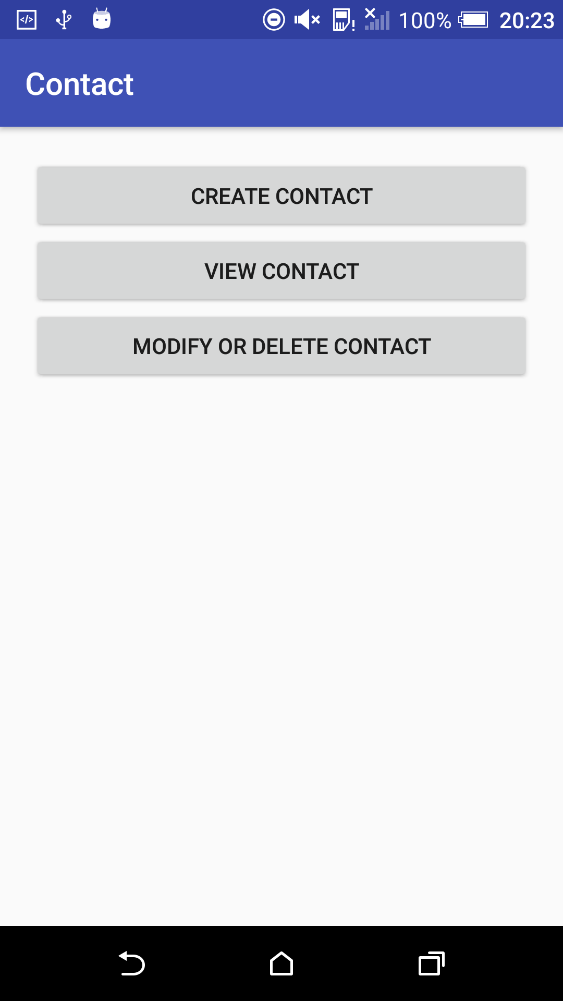 100% 20:23
Contact
CREATE CONTACT
VIEW CONTACT
MODIFY OR DELETE CONTACT